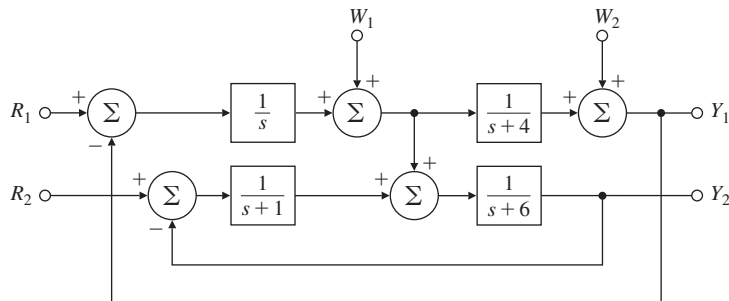 W₁ W₂
+ + +
R₁ + Σ 1/s + Σ 1/(s + 4) + Σ Y₁
− + +
R₂ + Σ 1/(s + 1) + Σ 1/(s + 6) Y₂
−